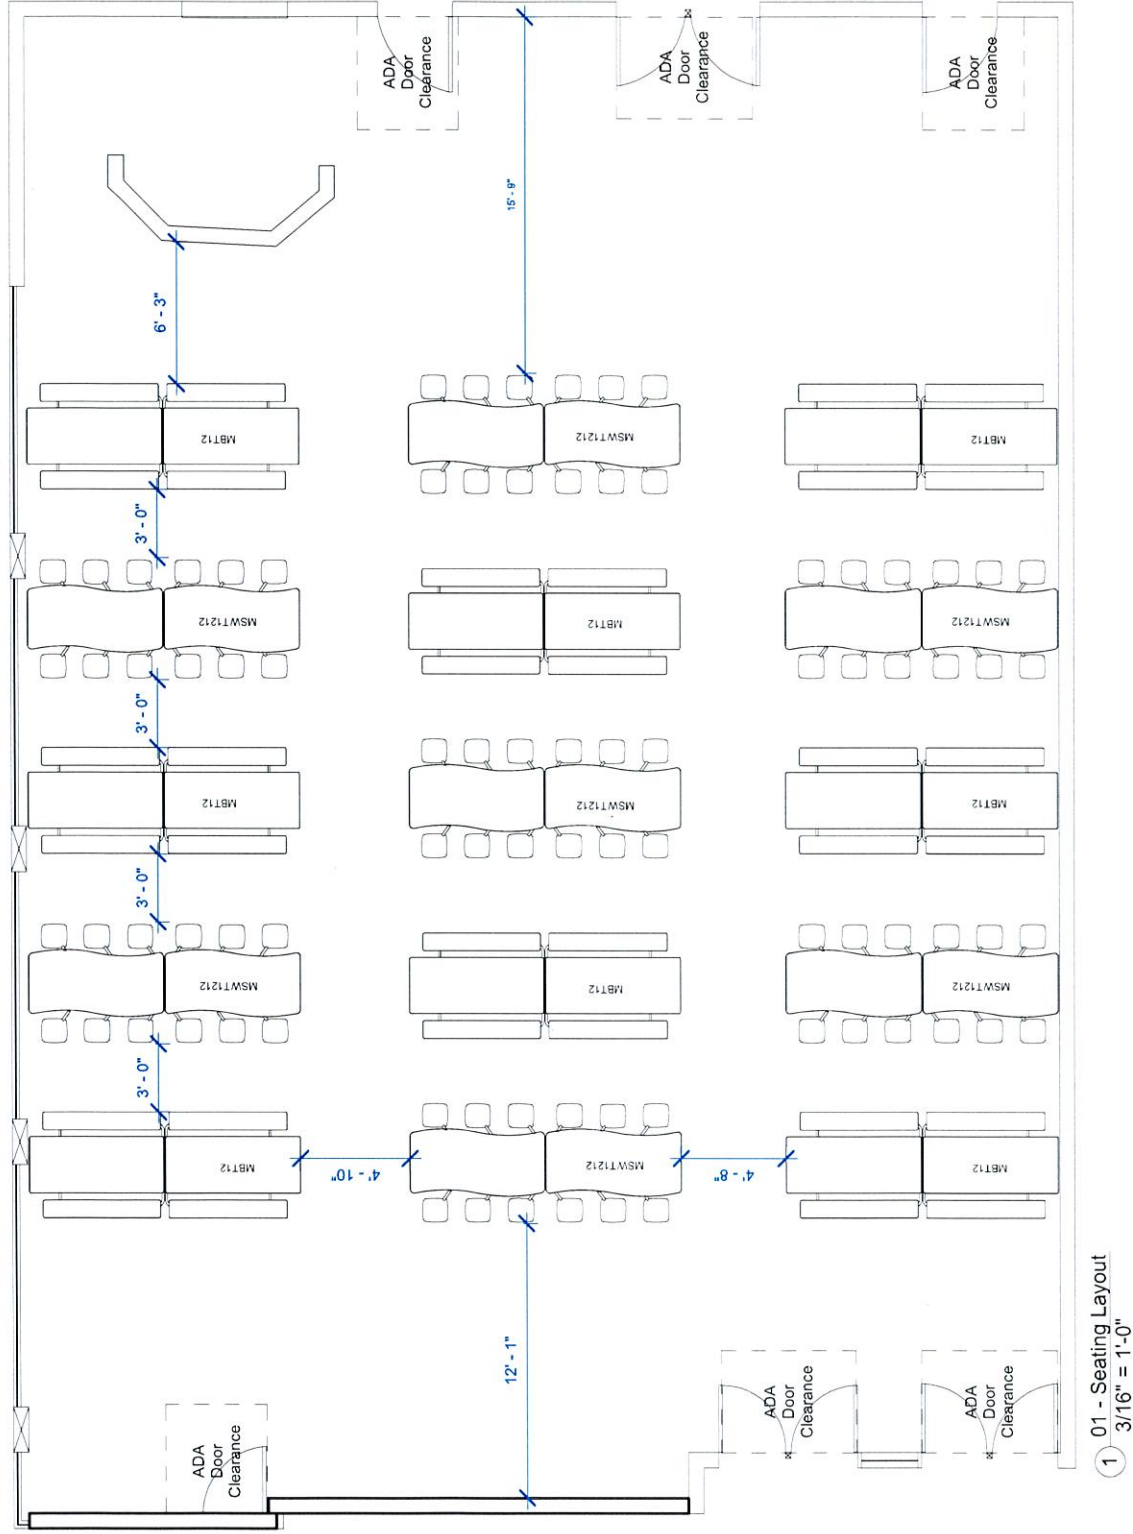 ADA
Door
Clearance
ADA
Door
Clearance
ADA
Door
Clearance
15' - 9"
6' - 3"
MBT12
MSWT1212
MBT12
3' - 0"
MSWT1212
MBT12
MSWT1212
3' - 0"
MBT12
MSWT1212
MBT12
3' - 0"
MSWT1212
MBT12
MSWT1212
3' - 0"
MBT12
4' - 10"
MSWT1212
4' - 8"
MBT12
12' - 1"
ADA
Door
Clearance
ADA
Door
Clearance
ADA
Door
Clearance
1
01 - Seating Layout
3/16" = 1'-0"